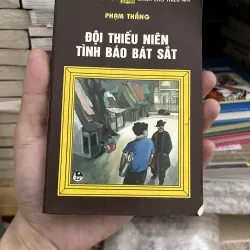 PHẠM THẮNG
ĐỘI THIẾU NIÊN
TÌNH BÁO BÁT SẮT